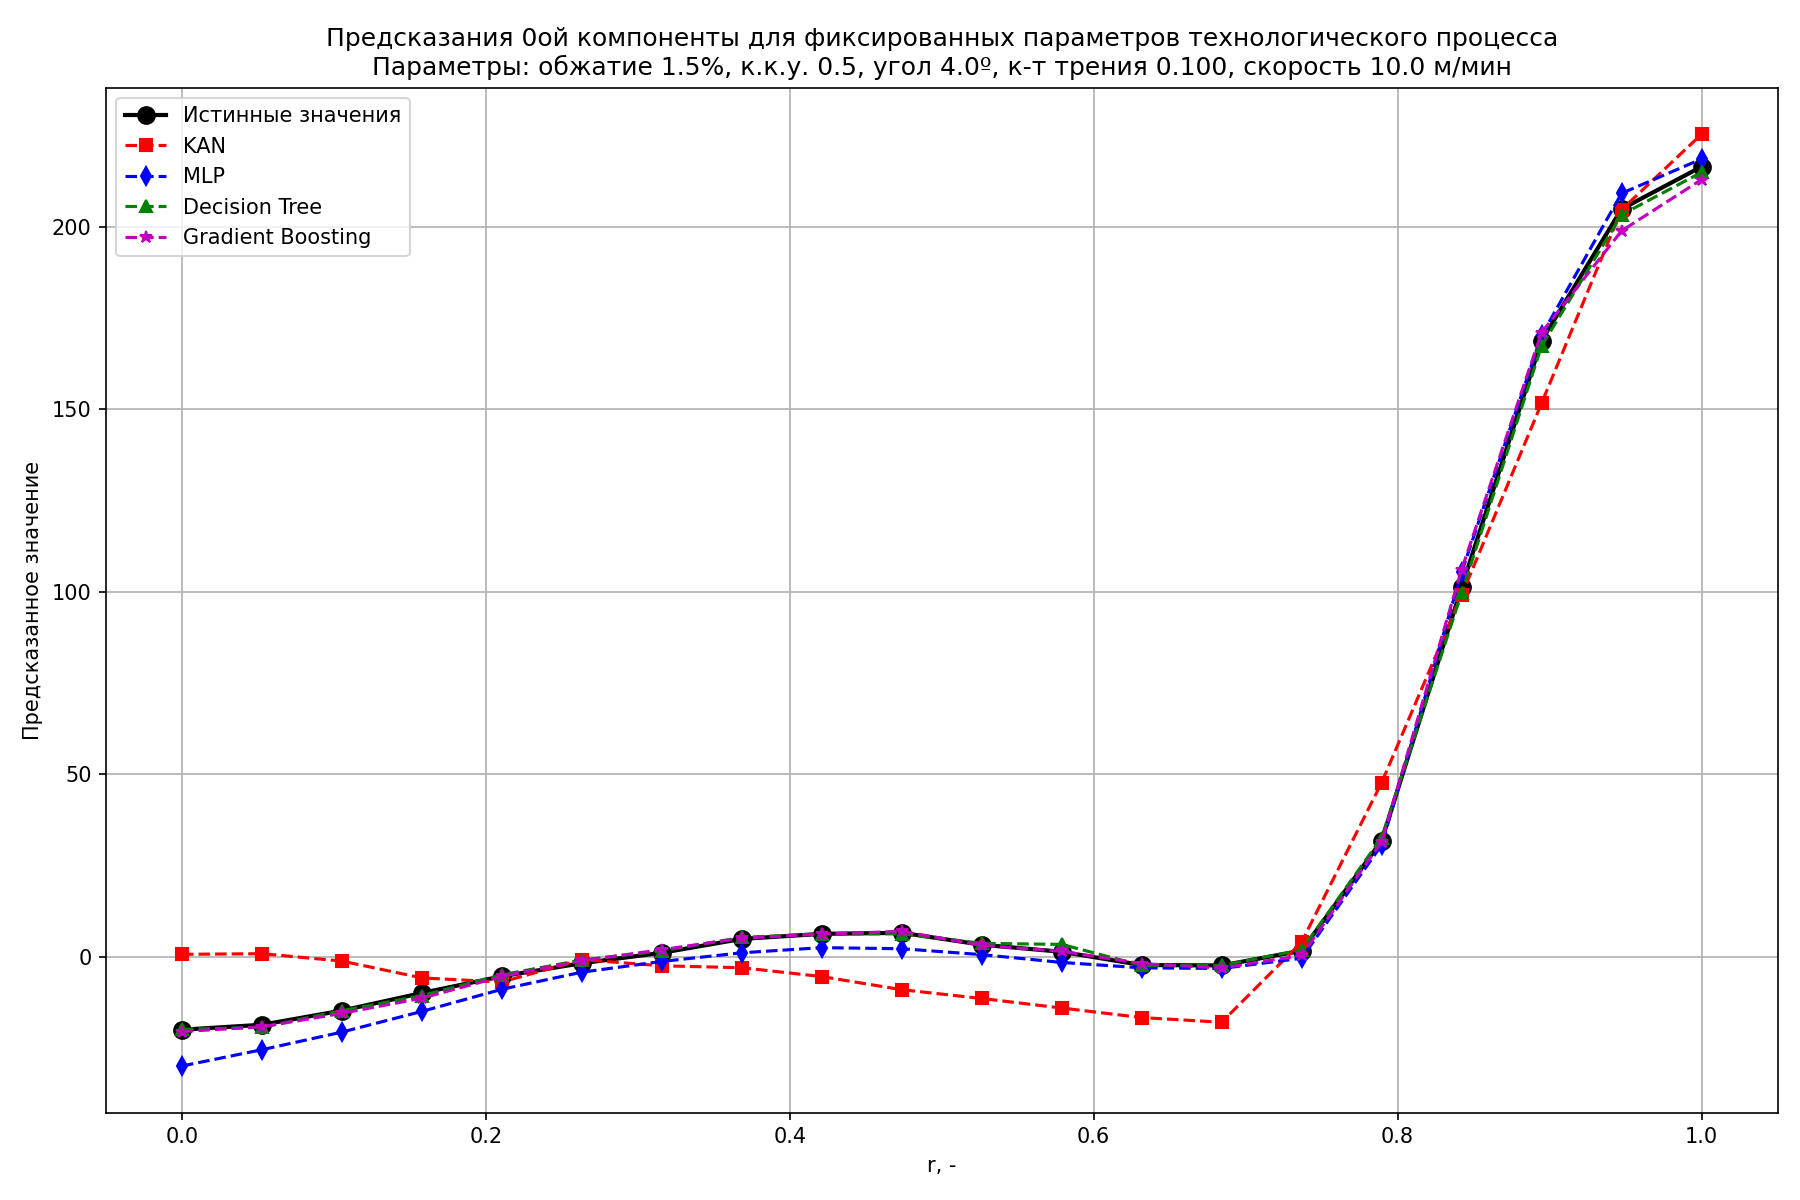 Предсказания 0ой компоненты для фиксированных параметров технологического процесса
Параметры: обжатие 1.5%, к.к.у. 0.5, угол 4.0º, к-т трения 0.100, скорость 10.0 м/мин
Истинные значения
KAN
MLP
Decision Tree
Gradient Boosting
Предсказанное значение
200
150
100
50
0
0.0
0.2
0.4
0.6
0.8
1.0
r, -